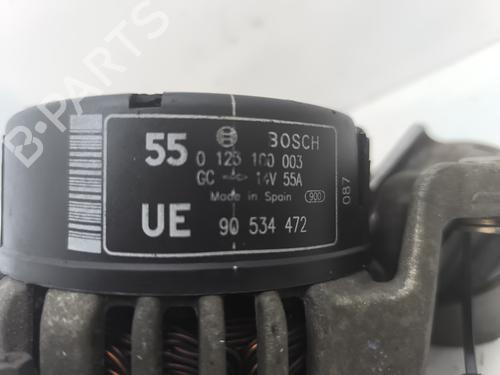 55
BOSCH
0 123 100 003
GC 14V 55A
Made in Spain 900
UE
90 534 472
087
B-PARTS